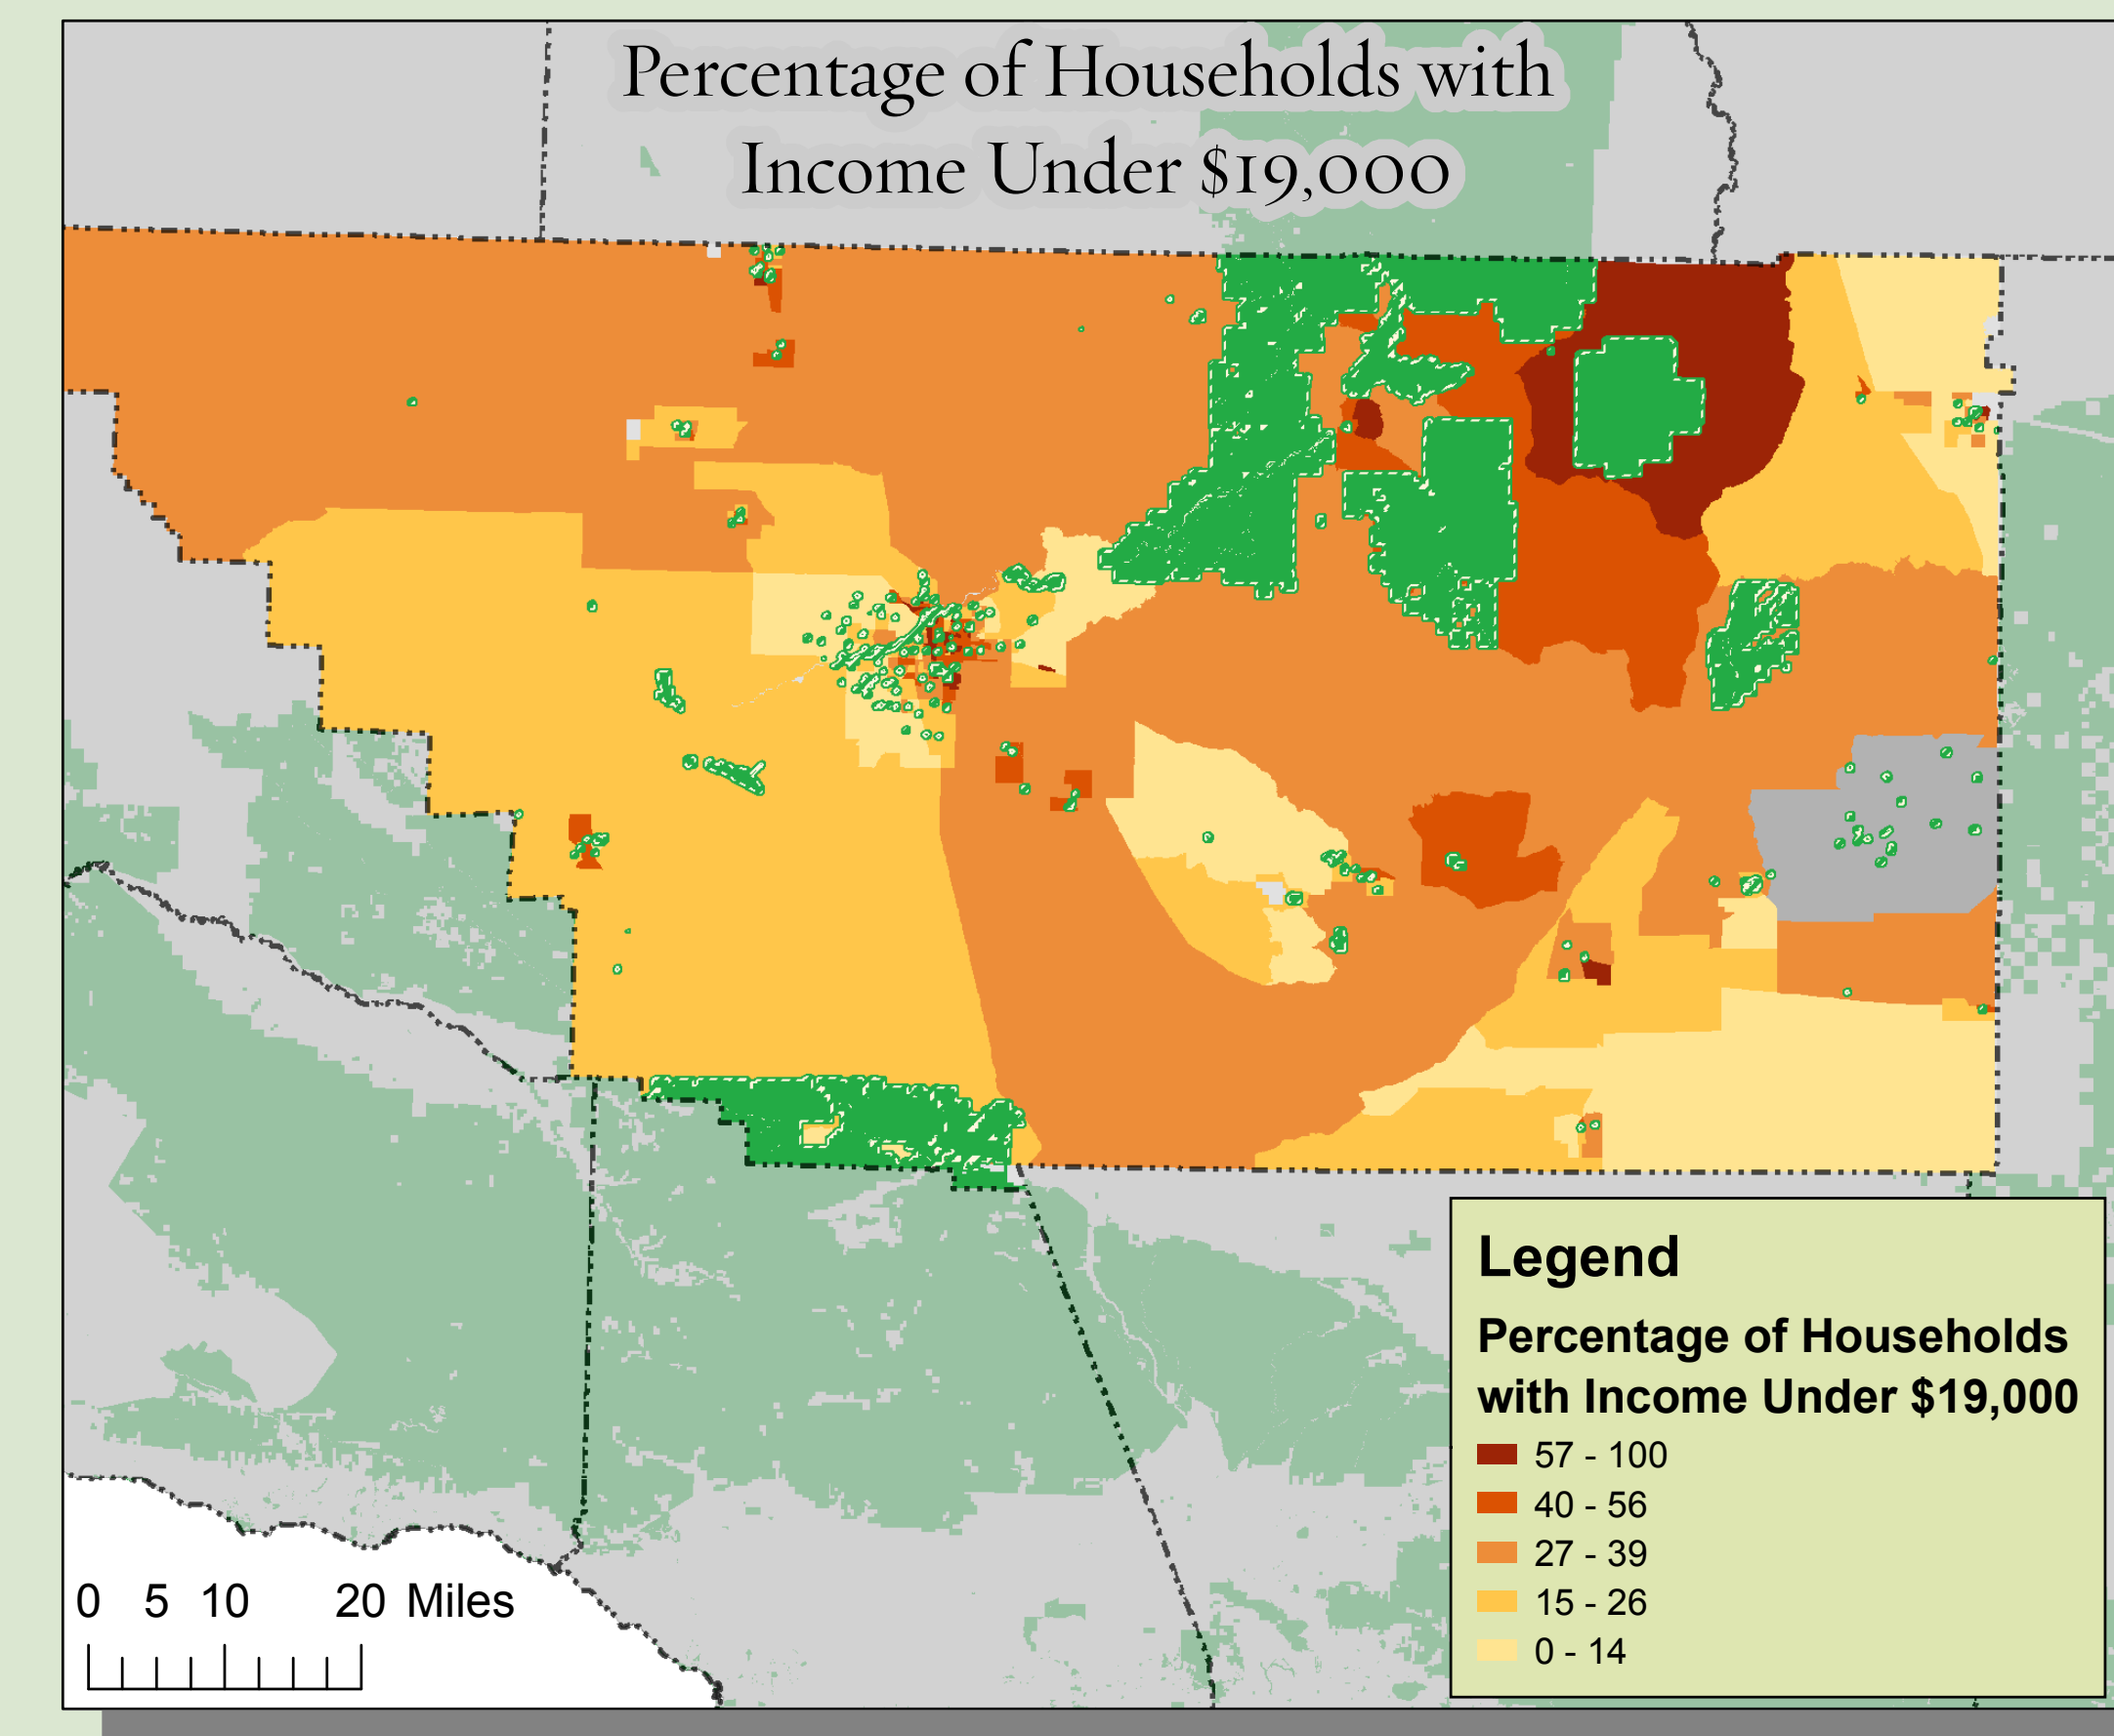 Percentage of Households with
Income Under $19,000
Legend
Percentage of Households
with Income Under $19,000
57 - 100
40 - 56
27 - 39
15 - 26
0 - 14
0 5 10 20 Miles